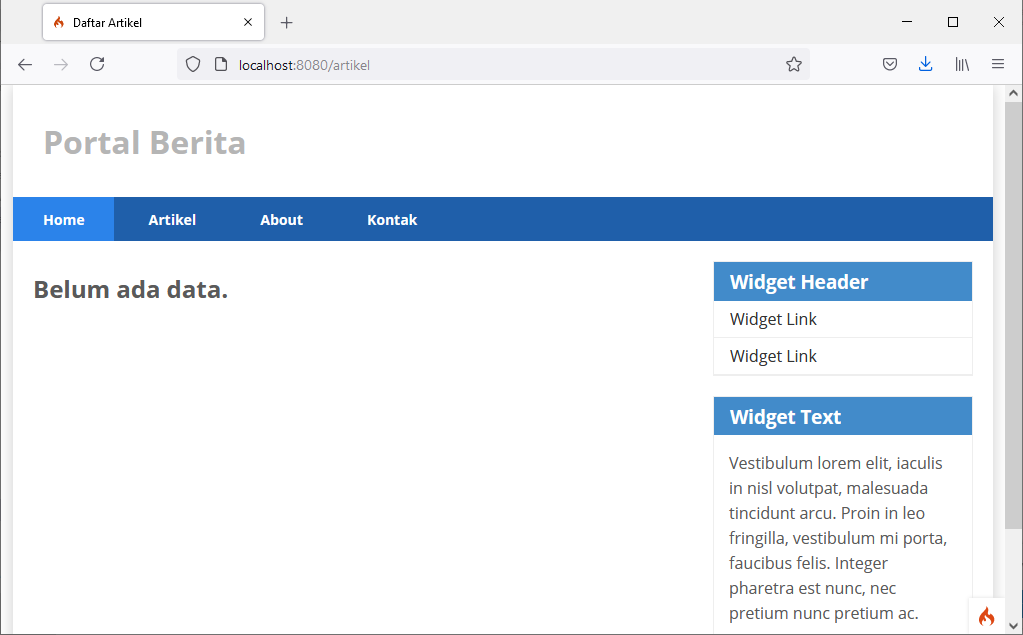 Daftar Artikel
localhost:8080/artikel
Portal Berita
Home
Artikel
About
Kontak
Belum ada data.
Widget Header
Widget Link
Widget Link
Widget Text
Vestibulum lorem elit, iaculis
in nisl volutpat, malesuada
tincidunt arcu. Proin in leo
fringilla, vestibulum mi porta,
faucibus felis. Integer
pharetra est nunc, nec
pretium nunc pretium ac.